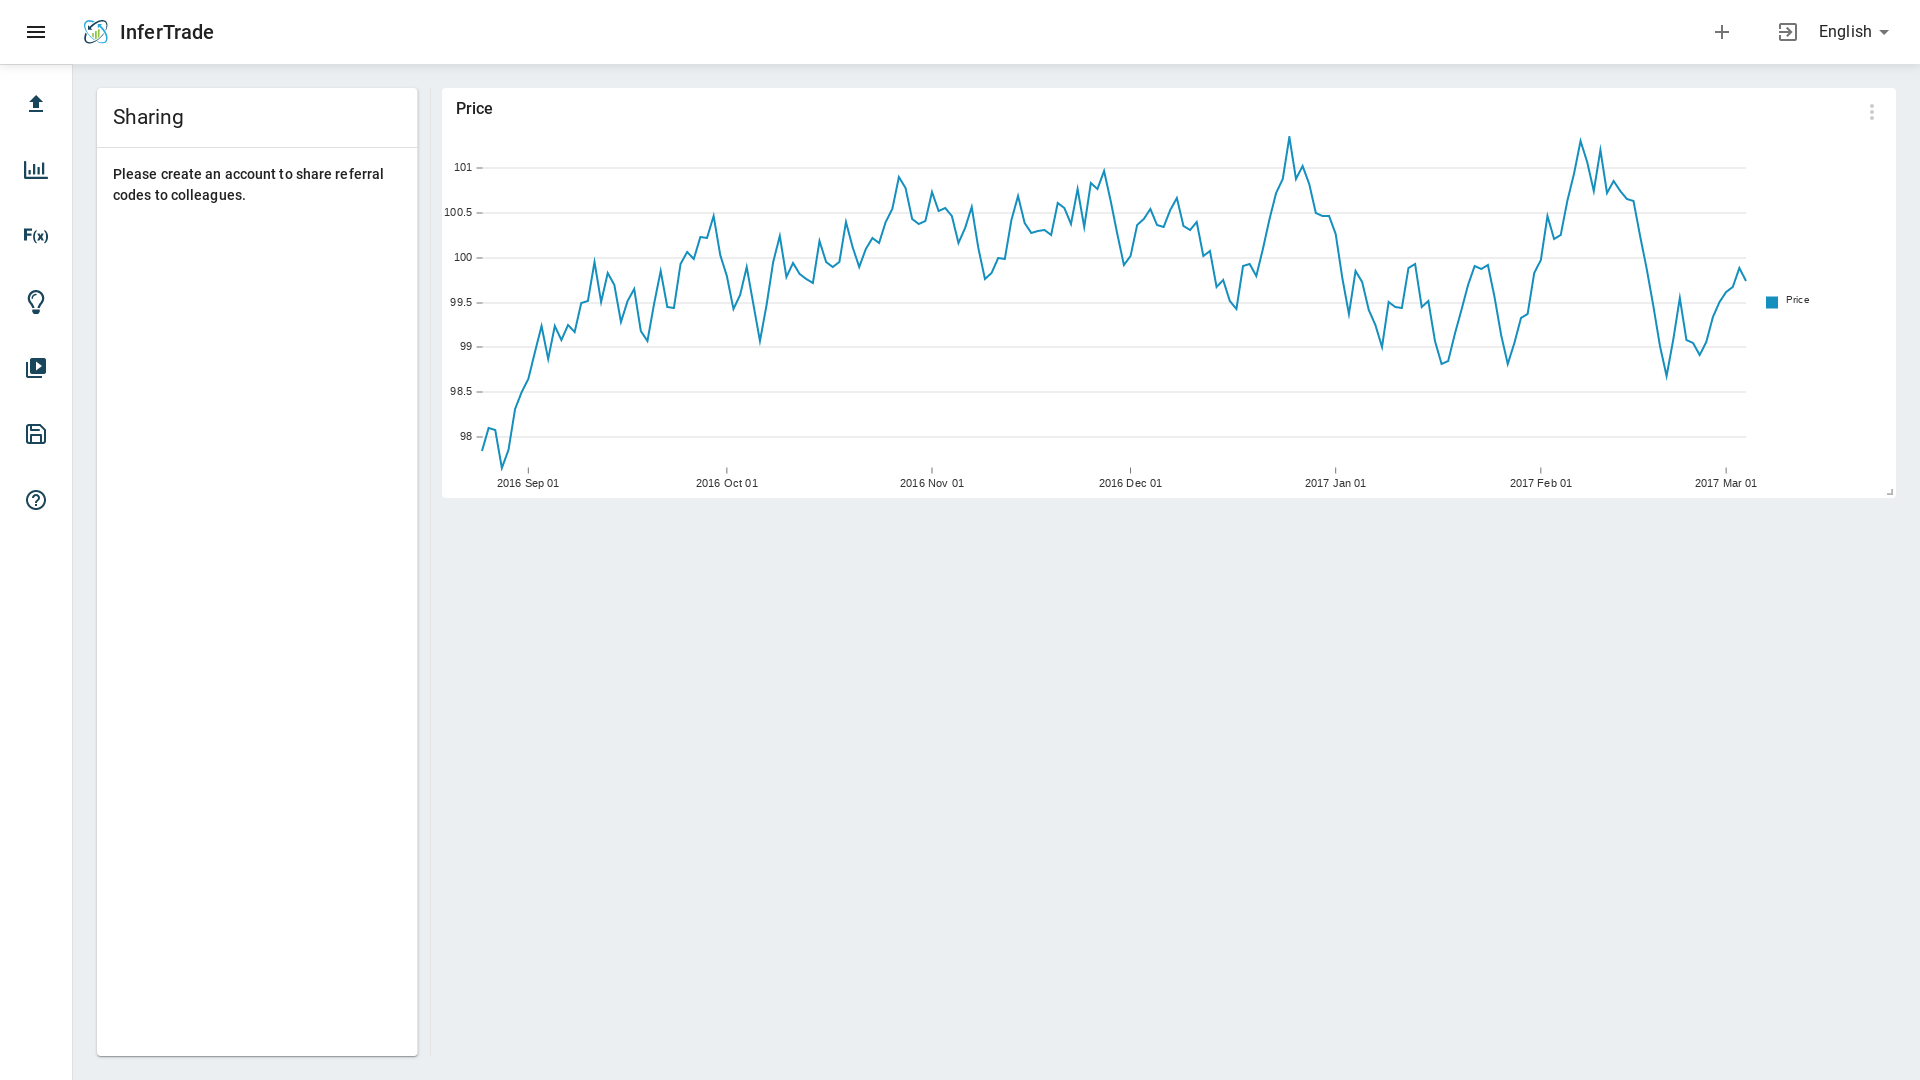 InferTrade
English
F(x)
Sharing
Please create an account to share referral
codes to colleagues.
Price
101
100.5
100
99.5
99
98.5
98
2016 Sep 01
2016 Oct 01
2016 Nov 01
2016 Dec 01
2017 Jan 01
2017 Feb 01
2017 Mar 01
Price